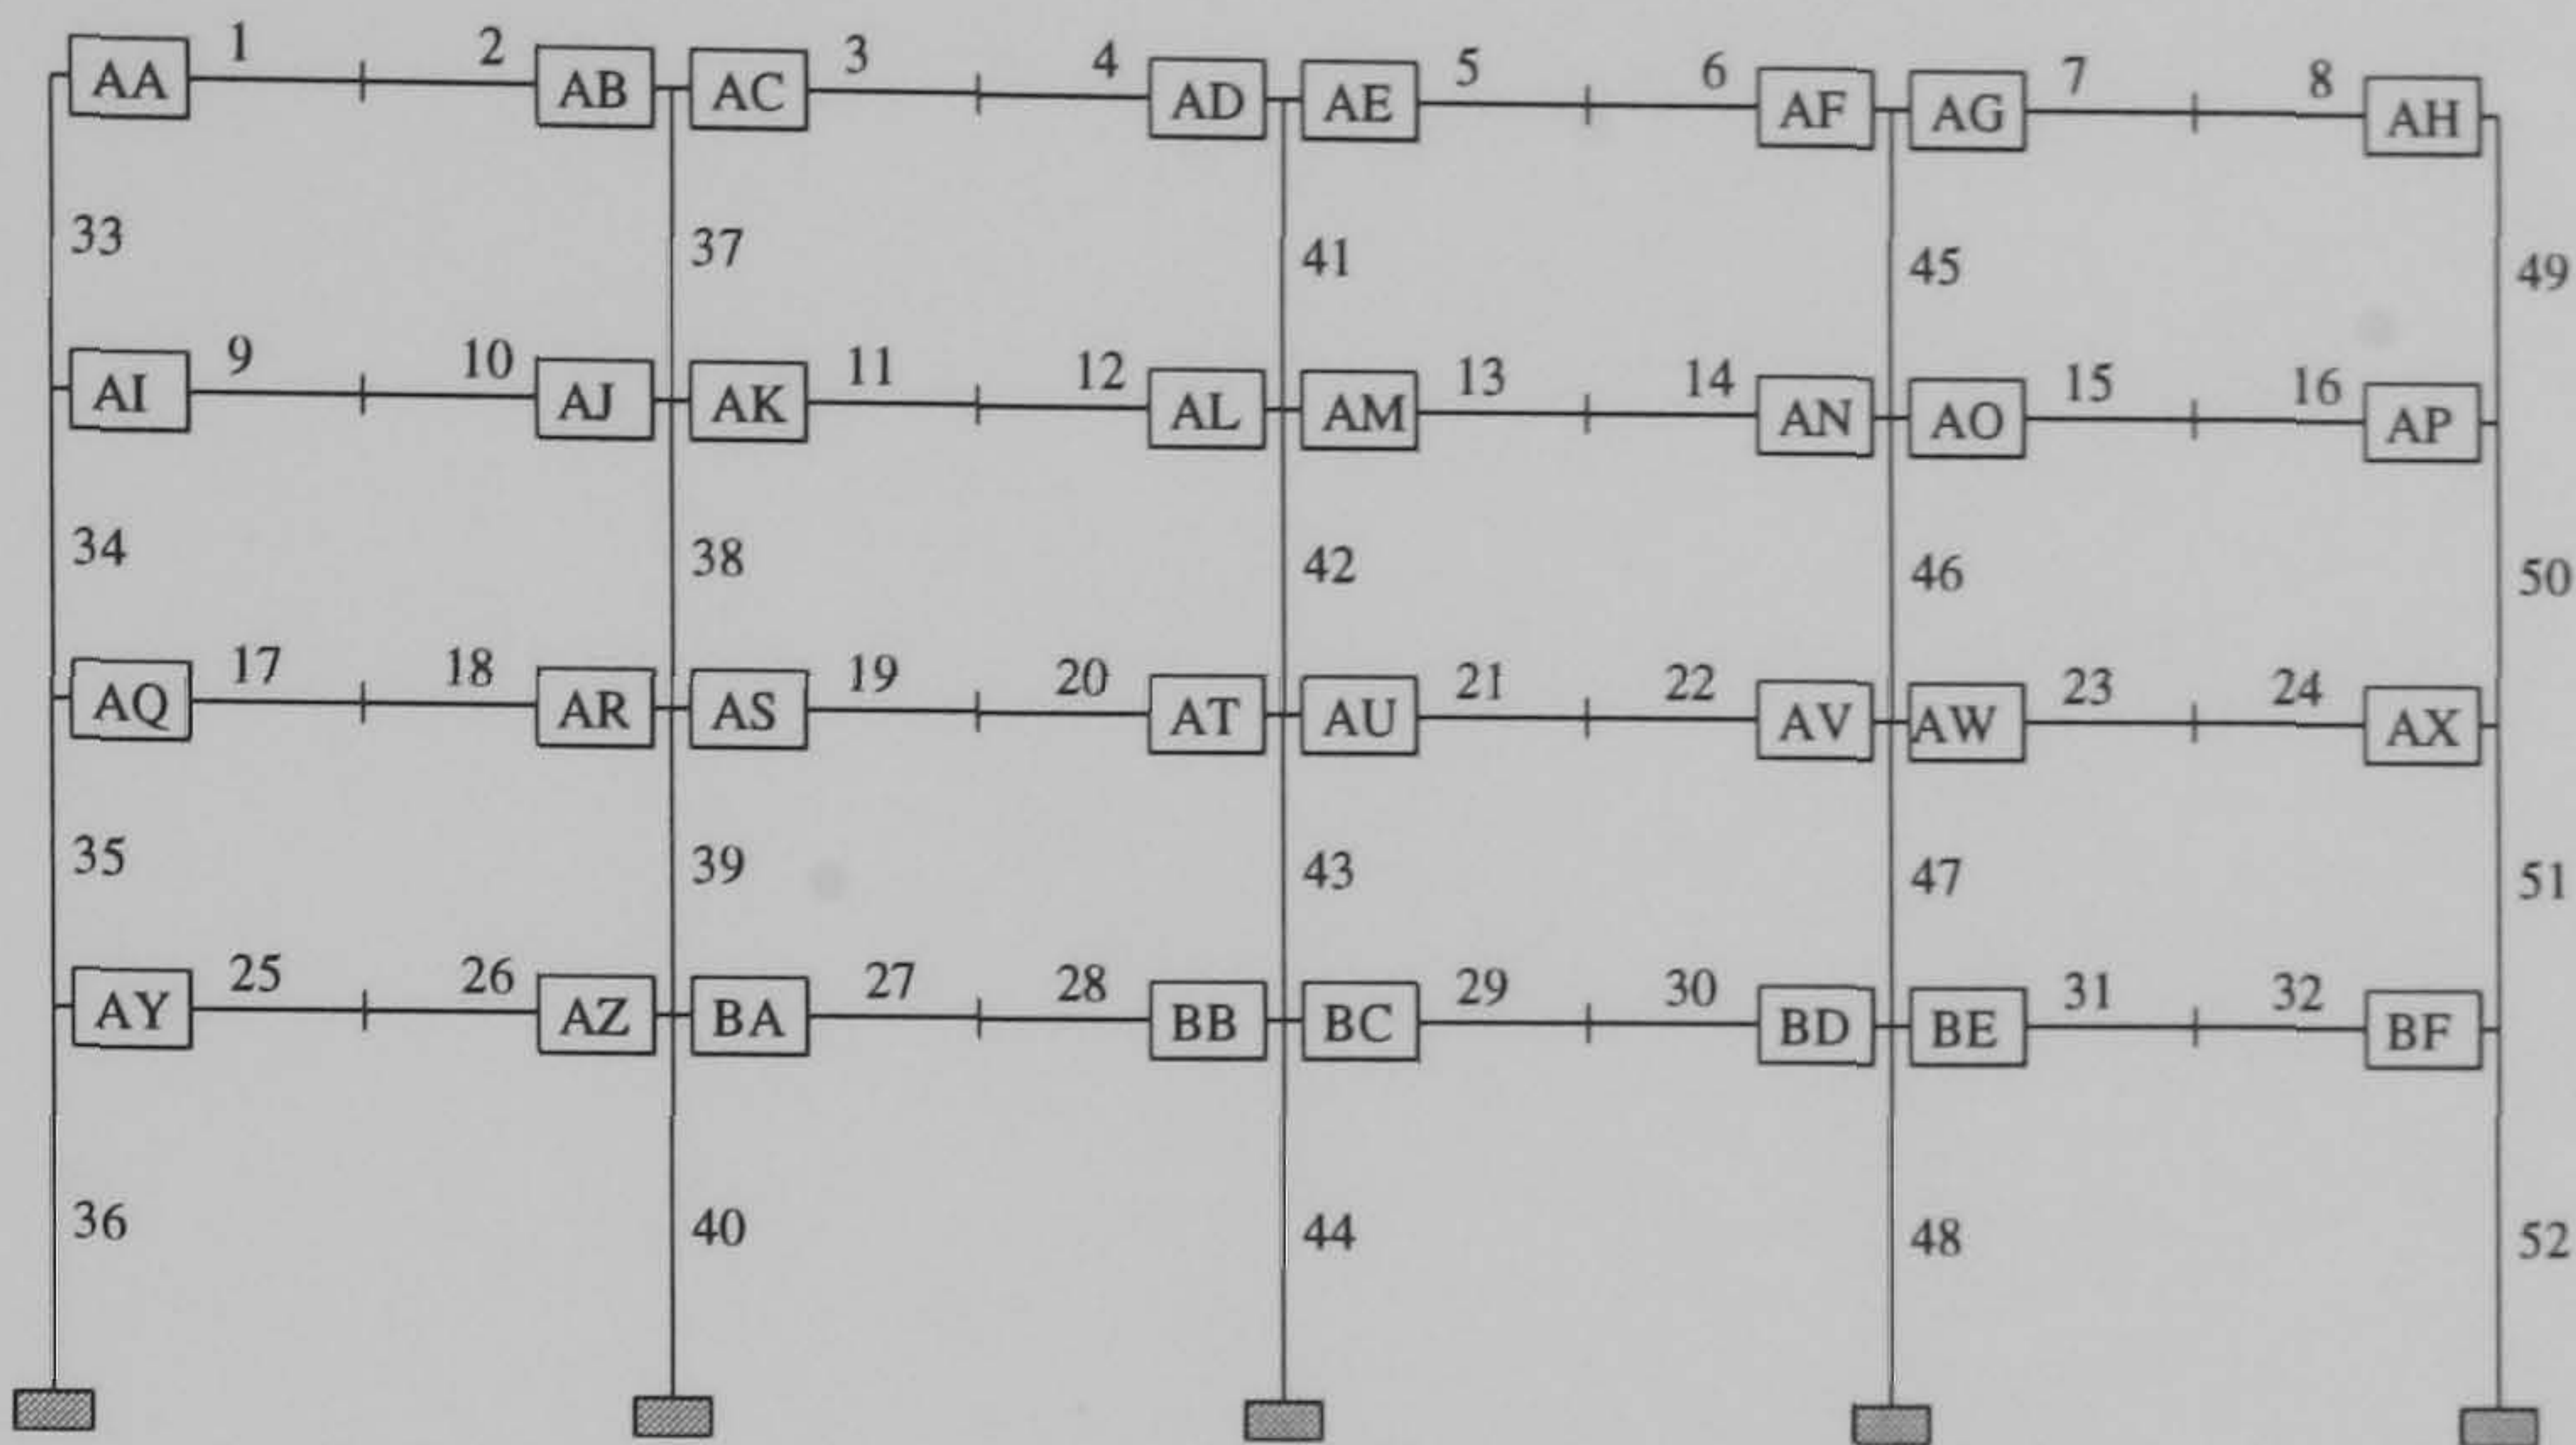 1 2 3 4 5 6 7 8
AA AB AC AD AE AF AG AH
33 37 41 45 49
9 10 11 12 13 14 15 16
AI AJ AK AL AM AN AO AP
34 38 42 46 50
17 18 19 20 21 22 23 24
AQ AR AS AT AU AV AW AX
35 39 43 47 51
25 26 27 28 29 30 31 32
AY AZ BA BB BC BD BE BF
36 40 44 48 52